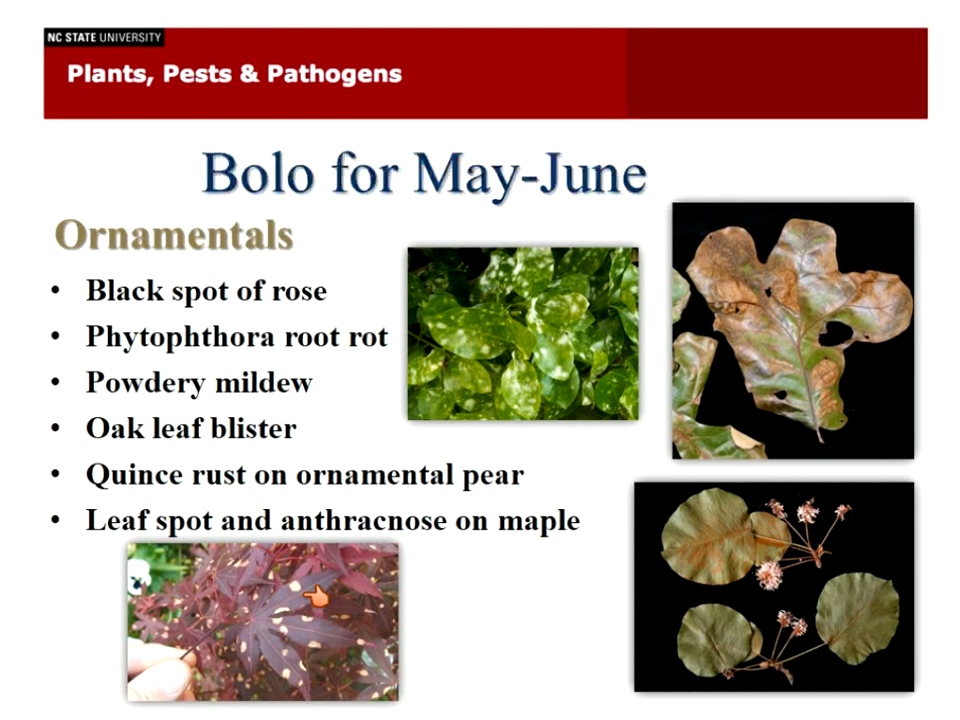 NC STATE UNIVERSITY
Plants, Pests & Pathogens
Bolo for May-June
Ornamentals
• Black spot of rose
• Phytophthora root rot
• Powdery mildew
• Oak leaf blister
• Quince rust on ornamental pear
• Leaf spot and anthracnose on maple